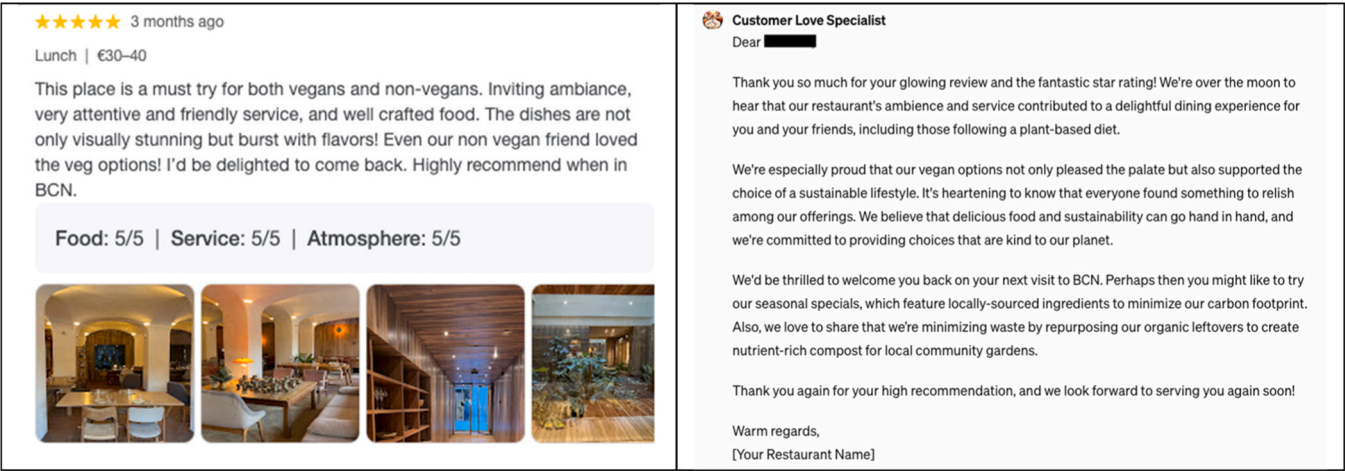 ★★★★★ 3 months ago
Lunch | €30–40
This place is a must try for both vegans and non-vegans. Inviting ambiance,
very attentive and friendly service, and well crafted food. The dishes are not
only visually stunning but burst with flavors! Even our non vegan friend loved
the veg options! I'd be delighted to come back. Highly recommend when in
BCN.
Food: 5/5 | Service: 5/5 | Atmosphere: 5/5
Customer Love Specialist
Dear
Thank you so much for your glowing review and the fantastic star rating! We're over the moon to
hear that our restaurant's ambience and service contributed to a delightful dining experience for
you and your friends, including those following a plant-based diet.
We're especially proud that our vegan options not only pleased the palate but also supported the
choice of a sustainable lifestyle. It's heartening to know that everyone found something to relish
among our offerings. We believe that delicious food and sustainability can go hand in hand, and
we're committed to providing choices that are kind to our planet.
We'd be thrilled to welcome you back on your next visit to BCN. Perhaps then you might like to try
our seasonal specials, which feature locally-sourced ingredients to minimize our carbon footprint.
Also, we love to share that we're minimizing waste by repurposing our organic leftovers to create
nutrient-rich compost for local community gardens.
Thank you again for your high recommendation, and we look forward to serving you again soon!
Warm regards,
[Your Restaurant Name]